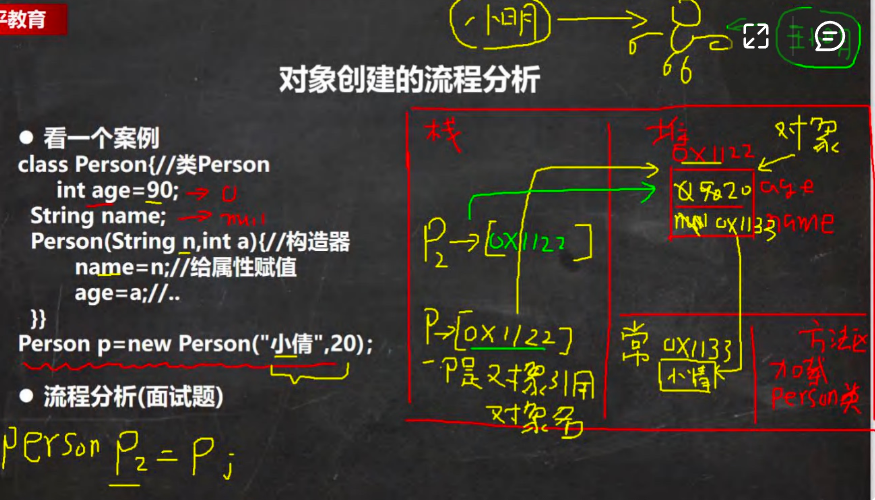 平教育
小明
对象创建的流程分析
● 看一个案例
class Person{//类Person
int age=90; → 0
String name; → null
Person(String n,int a){//构造器
name=n;//给属性赋值
age=a;//..
}}
Person p=new Person("小倩",20);
● 流程分析(面试题)
Person P2 = P;
栈
P2→[0X1122]
P→[0X1122]
P是对象引用
对象名
堆
对象
0X1122
0 90 20 age
null 0X1133 name
常
0X1133
小倩
方法区
加载
Person类